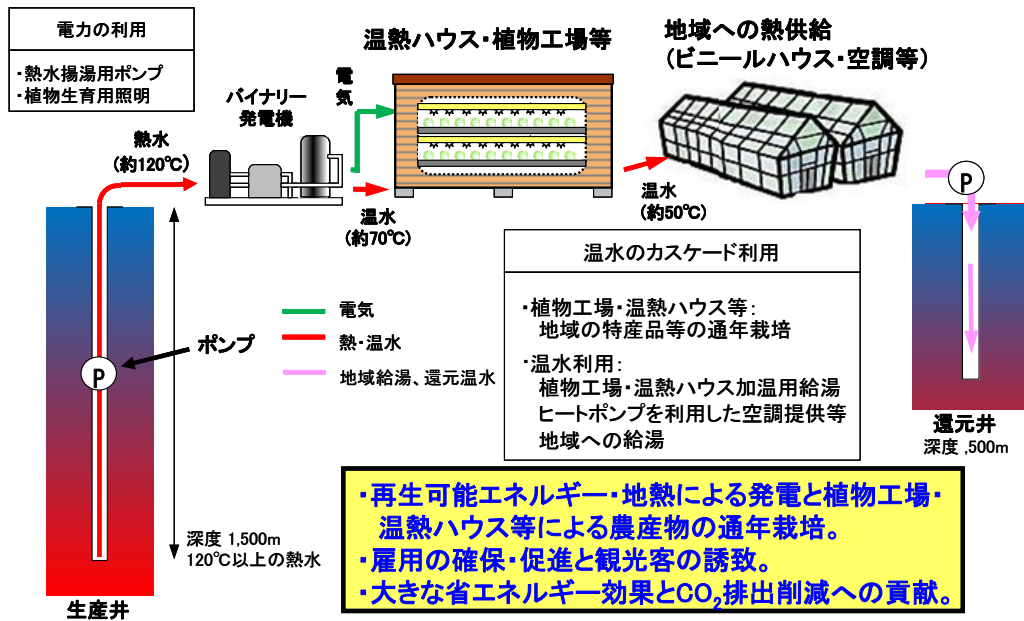 電力の利用
・熱水揚湯用ポンプ
・植物生育用照明
温熱ハウス・植物工場等
地域への熱供給
(ビニールハウス・空調等)
電
気
バイナリー
発電機
熱水
(約120℃)
温水
(約70℃)
温水
(約50℃)
P
P
ポンプ
電気
熱・温水
地域給湯、還元温水
温水のカスケード利用
・植物工場・温熱ハウス等:
地域の特産品等の通年栽培
・温水利用:
植物工場・温熱ハウス加温用給湯
ヒートポンプを利用した空調提供等
地域への給湯
還元井
深度 ,500m
深度 1,500m
120℃以上の熱水
生産井
・再生可能エネルギー・地熱による発電と植物工場・
温熱ハウス等による農産物の通年栽培。
・雇用の確保・促進と観光客の誘致。
・大きな省エネルギー効果とCO2排出削減への貢献。